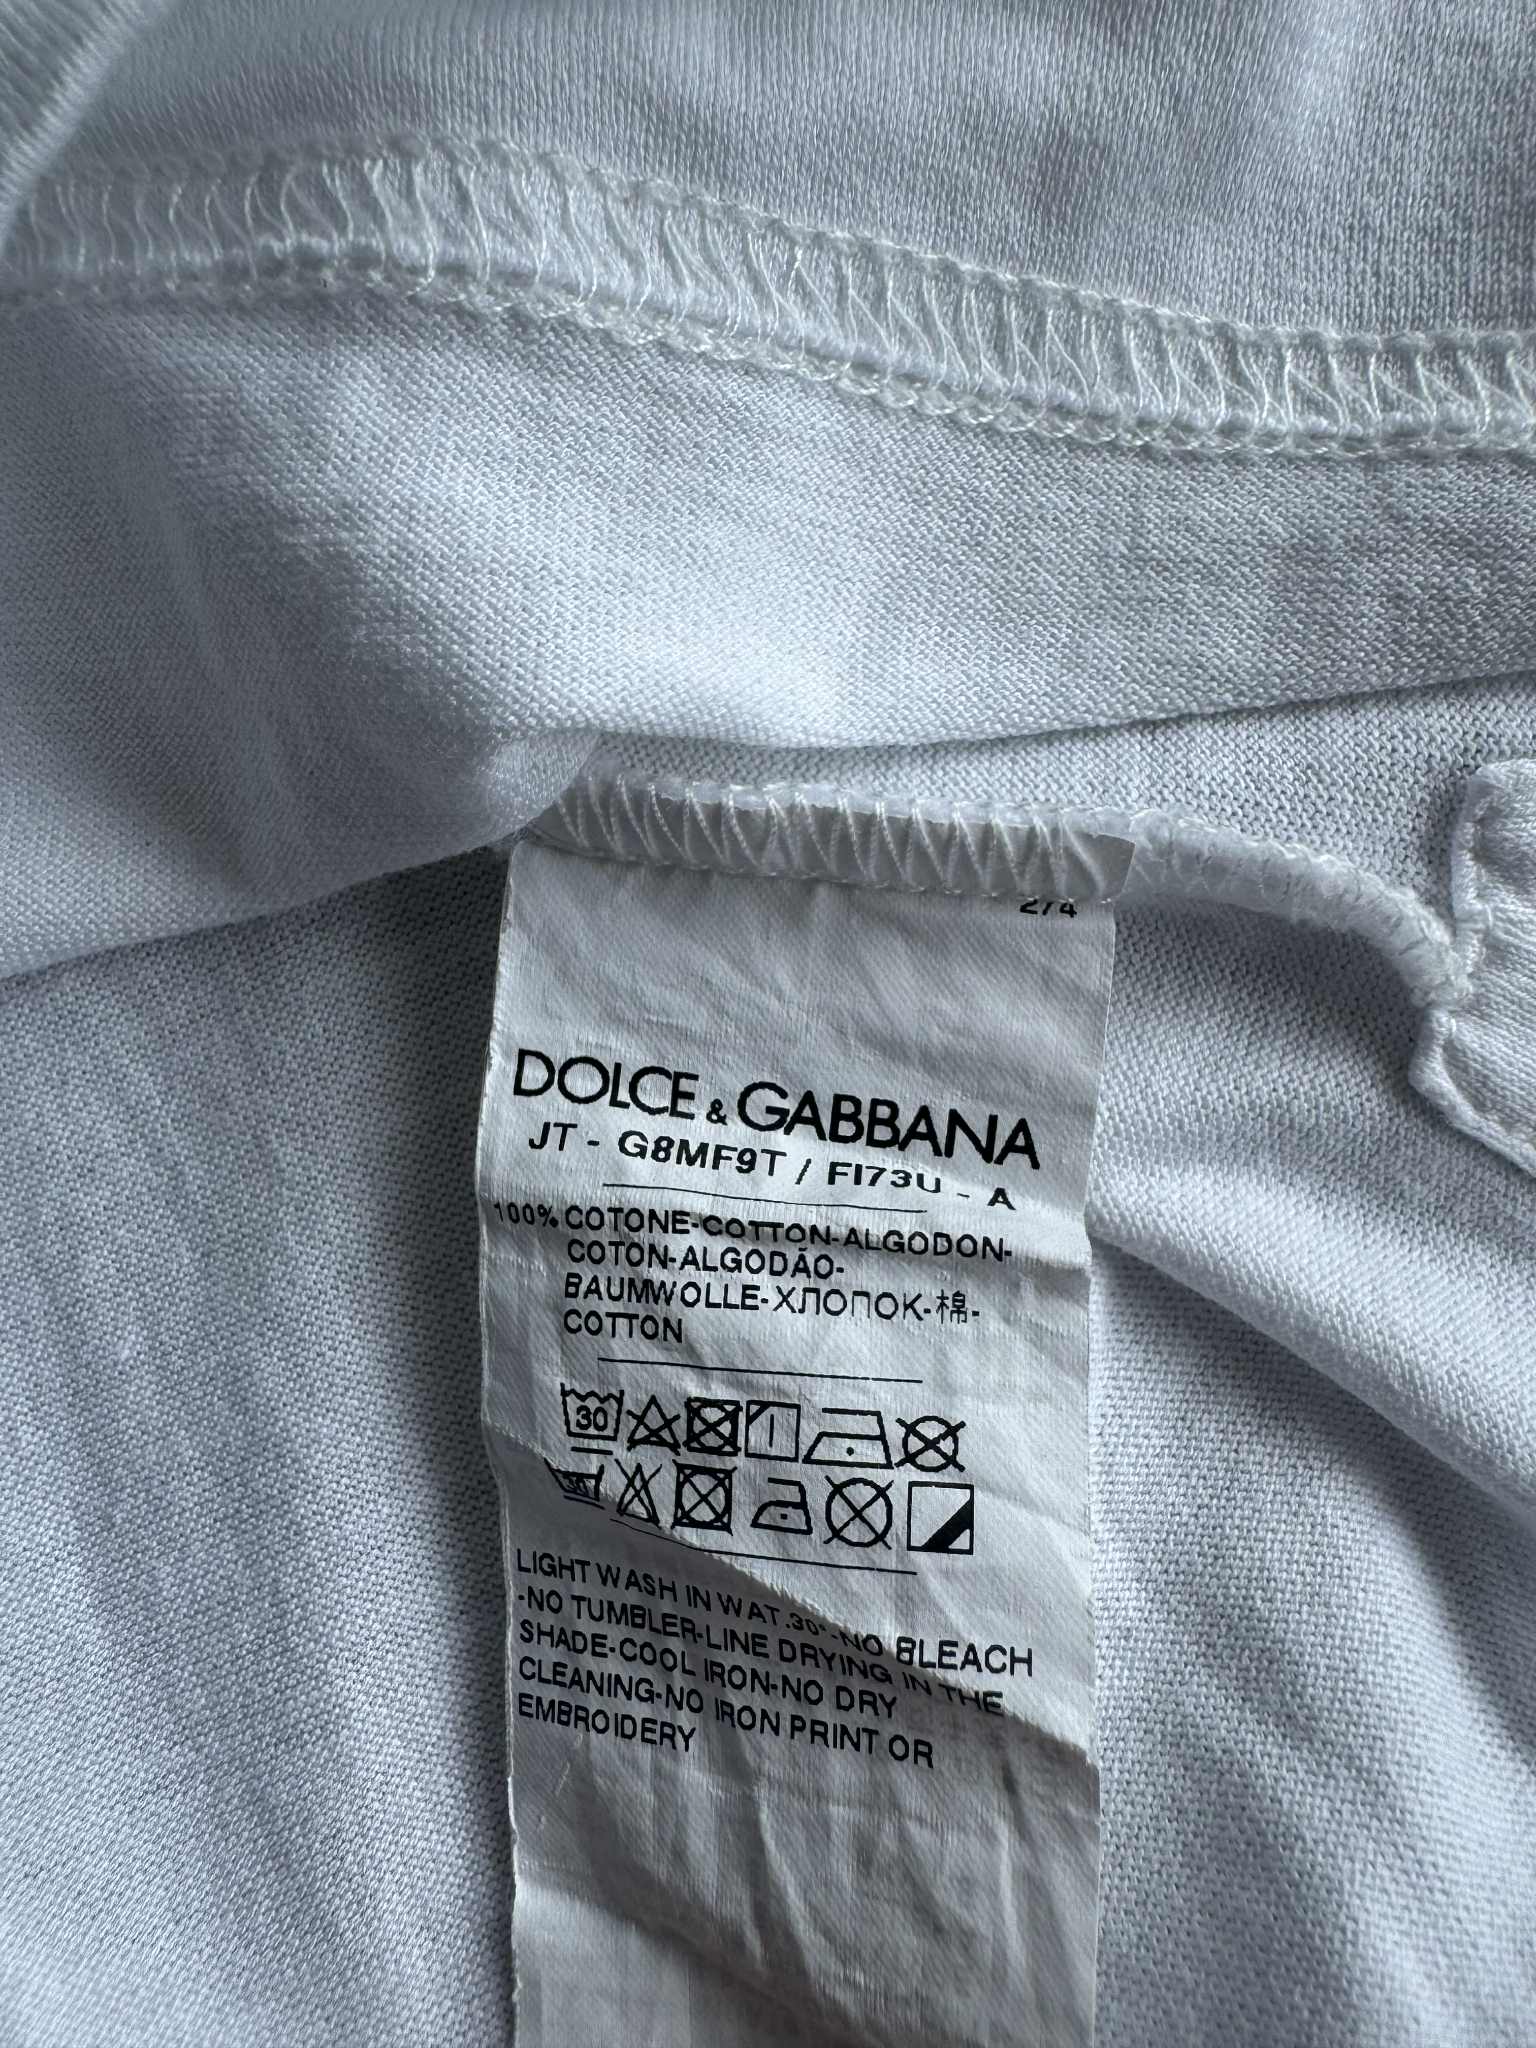 274
DOLCE & GABBANA
JT - G8MF9T / FI73U - A
100% COTONE-COTTON-ALGODON-
COTON-ALGODÃO-
BAUMWOLLE-ХЛОПОК-棉-
COTTON
30
30
LIGHT WASH IN WAT.30°-NO BLEACH
-NO TUMBLER-LINE DRYING IN THE
SHADE-COOL IRON-NO DRY
CLEANING-NO IRON PRINT OR
EMBROIDERY